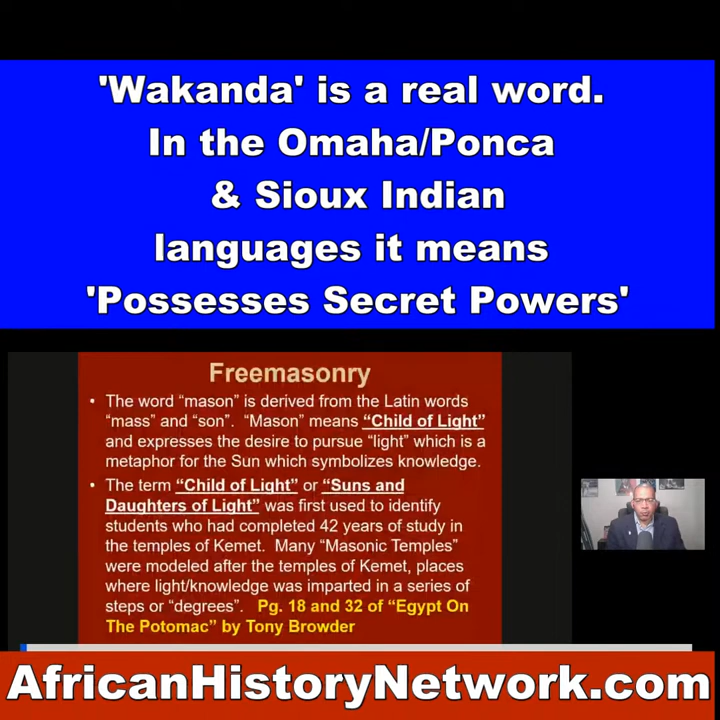 'Wakanda' is a real word.
In the Omaha/Ponca
& Sioux Indian
languages it means
'Possesses Secret Powers'
Freemasonry
• The word “mason” is derived from the Latin words
“mass” and “son”. “Mason” means “Child of Light”
and expresses the desire to pursue “light” which is a
metaphor for the Sun which symbolizes knowledge.
• The term “Child of Light” or “Suns and
Daughters of Light” was first used to identify
students who had completed 42 years of study in
the temples of Kemet. Many “Masonic Temples”
were modeled after the temples of Kemet, places
where light/knowledge was imparted in a series of
steps or “degrees”. Pg. 18 and 32 of “Egypt On
The Potomac” by Tony Browder
AfricanHistoryNetwork.com